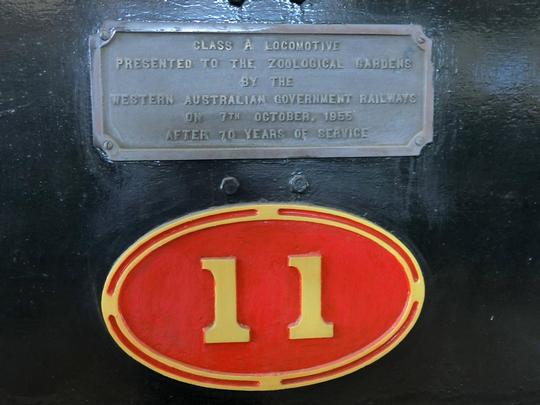 CLASS A LOCOMOTIVE
PRESENTED TO THE ZOOLOGICAL GARDENS
BY THE
WESTERN AUSTRALIAN GOVERNMENT RAILWAYS
ON 7TH OCTOBER, 1955
AFTER 70 YEARS OF SERVICE
11